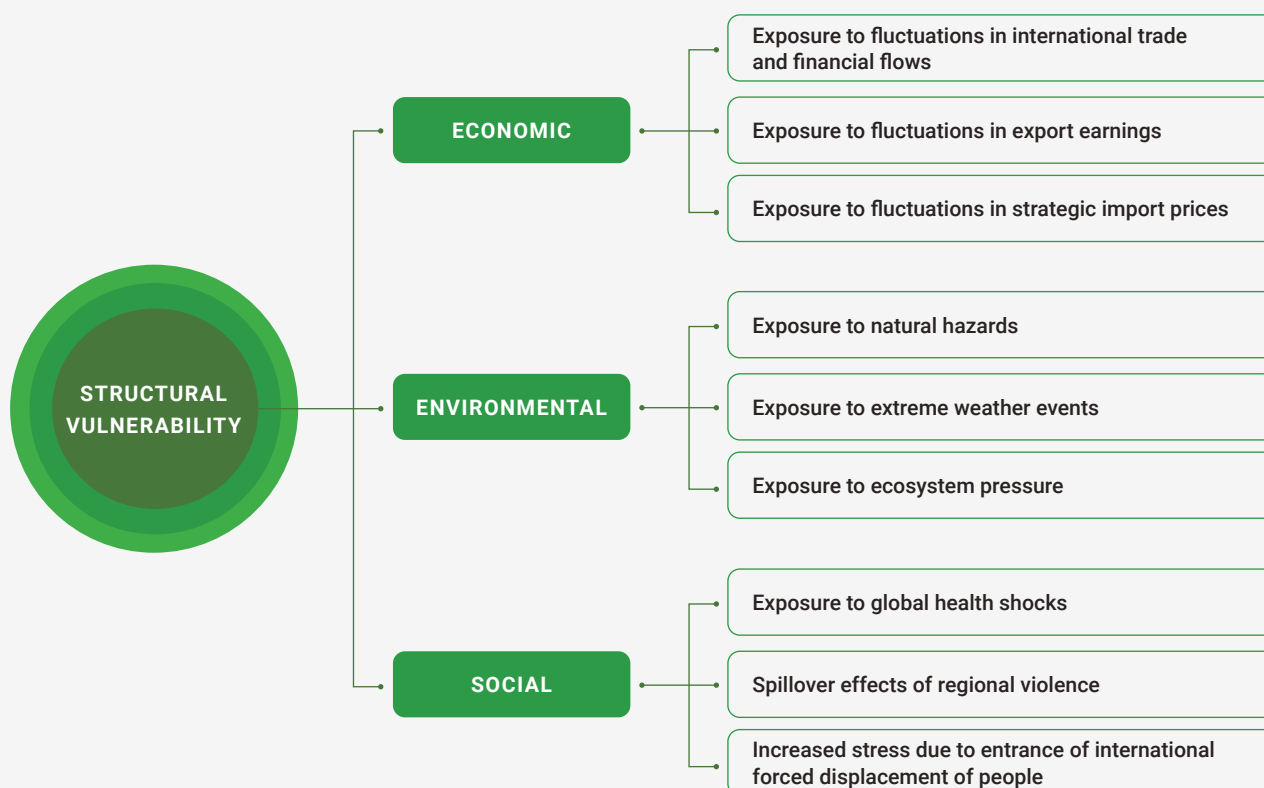 STRUCTURAL
VULNERABILITY
ECONOMIC
Exposure to fluctuations in international trade
and financial flows
Exposure to fluctuations in export earnings
Exposure to fluctuations in strategic import prices
ENVIRONMENTAL
Exposure to natural hazards
Exposure to extreme weather events
Exposure to ecosystem pressure
SOCIAL
Exposure to global health shocks
Spillover effects of regional violence
Increased stress due to entrance of international
forced displacement of people